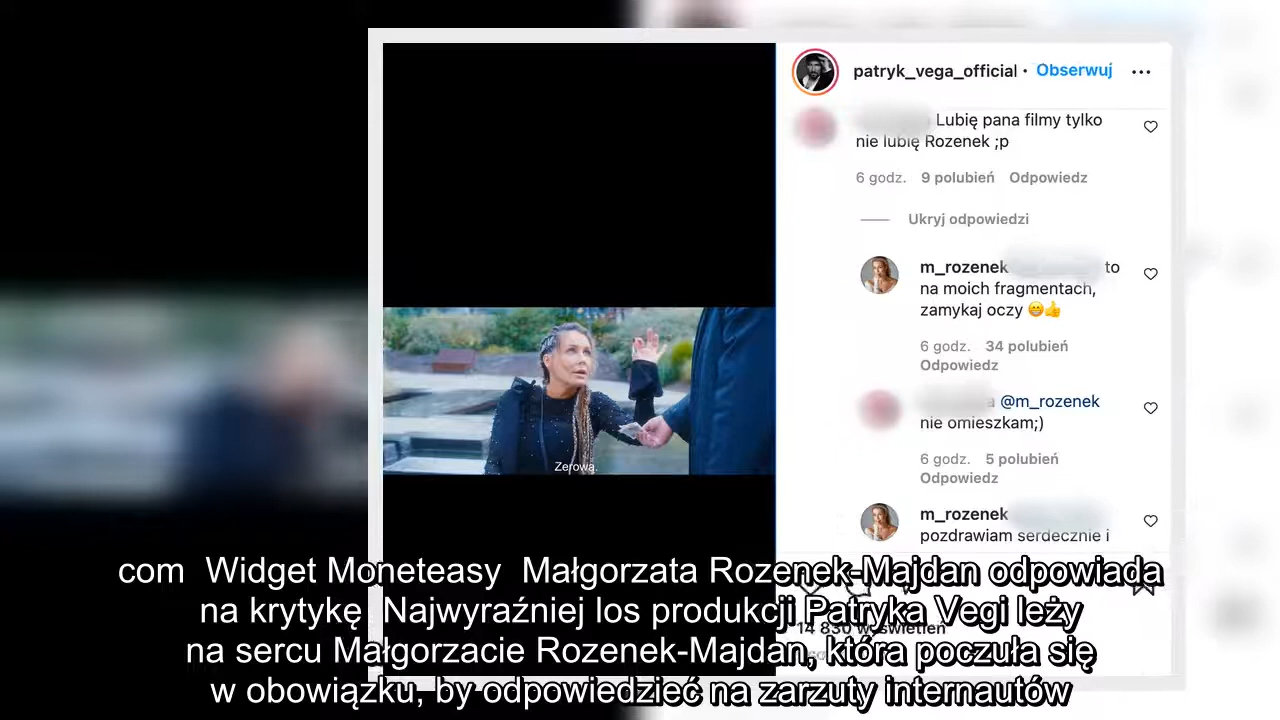 patryk_vega_official • Obserwuj
Lubię pana filmy tylko
nie lubię Rozenek ;p
6 godz. 9 polubień Odpowiedz
Ukryj odpowiedzi
m_rozenek to
na moich fragmentach,
zamykaj oczy 😁👍
6 godz. 34 polubień
Odpowiedz
a @m_rozenek
nie omieszkam;)
6 godz. 5 polubień
Odpowiedz
m_rozenek
pozdrawiam serdecznie i
Zerową.
14 830 wyświetleń
com Widget Moneteasy Małgorzata Rozenek-Majdan odpowiada
na krytykę Najwyraźniej los produkcji Patryka Vegi leży
na sercu Małgorzacie Rozenek-Majdan, która poczuła się
w obowiązku, by odpowiedzieć na zarzuty internautów